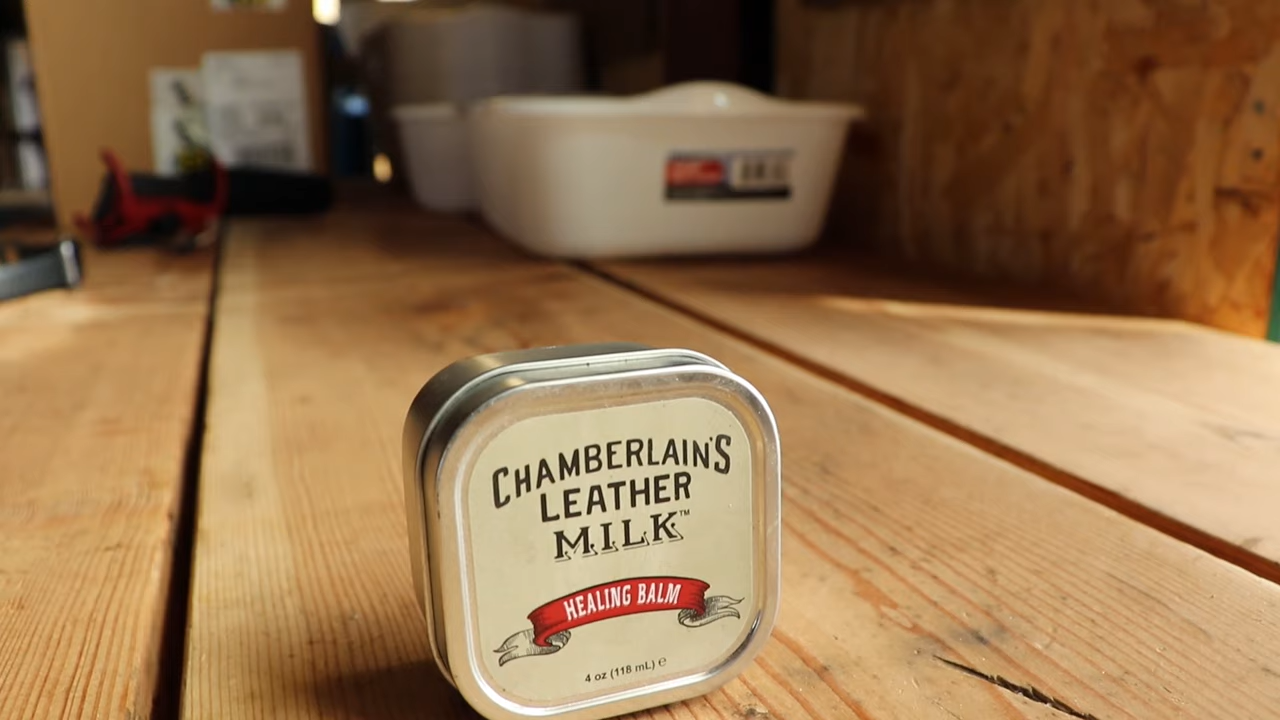 CHAMBERLAIN'S
LEATHER
MILK™
HEALING BALM
4 oz (118 mL) ℮